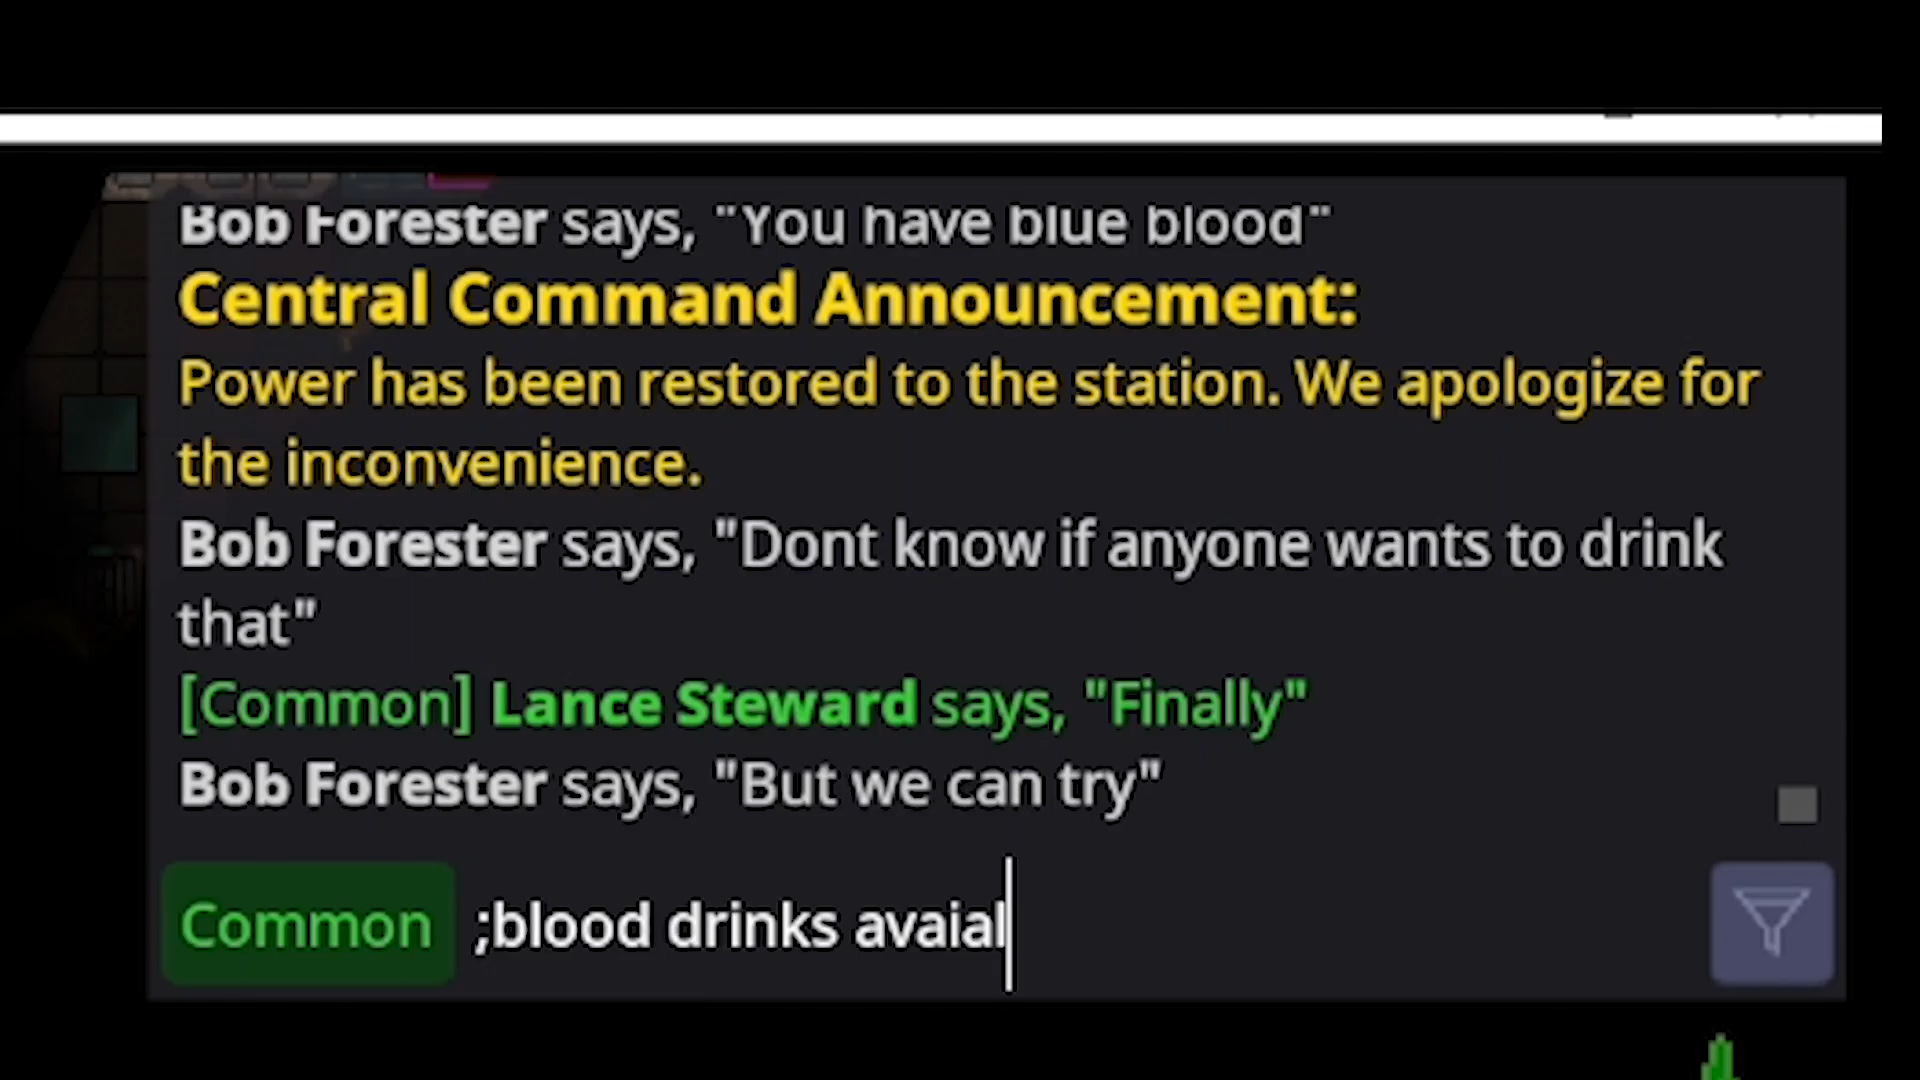 Bob Forester says, "You have blue blood"
Central Command Announcement:
Power has been restored to the station. We apologize for
the inconvenience.
Bob Forester says, "Dont know if anyone wants to drink
that"
[Common] Lance Steward says, "Finally"
Bob Forester says, "But we can try"
Common ;blood drinks avaial